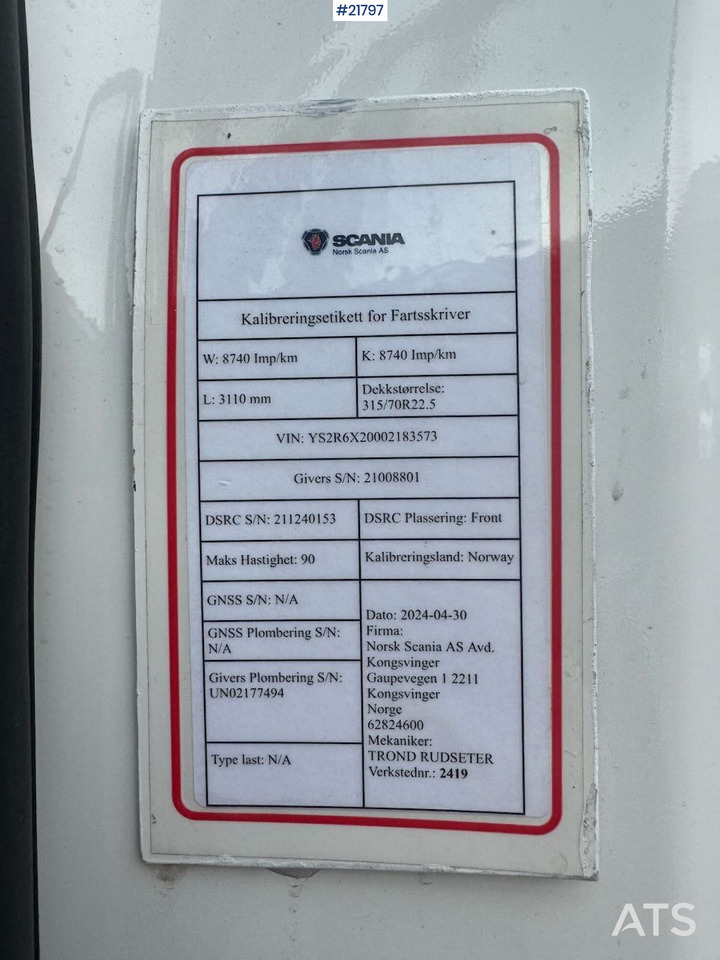 #21797
SCANIA
Norsk Scania AS
Kalibreringsetikett for Fartsskriver
W: 8740 Imp/km
K: 8740 Imp/km
L: 3110 mm
Dekkstørrelse:
315/70R22.5
VIN: YS2R6X20002183573
Givers S/N: 21008801
DSRC S/N: 211240153
DSRC Plassering: Front
Maks Hastighet: 90
Kalibreringsland: Norway
GNSS S/N: N/A
GNSS Plombering S/N:
N/A
Givers Plombering S/N:
UN02177494
Type last: N/A
Dato: 2024-04-30
Firma:
Norsk Scania AS Avd.
Kongsvinger
Gaupevegen 1 2211
Kongsvinger
Norge
62824600
Mekaniker:
TROND RUDSETER
Verkstednr.: 2419
ATS